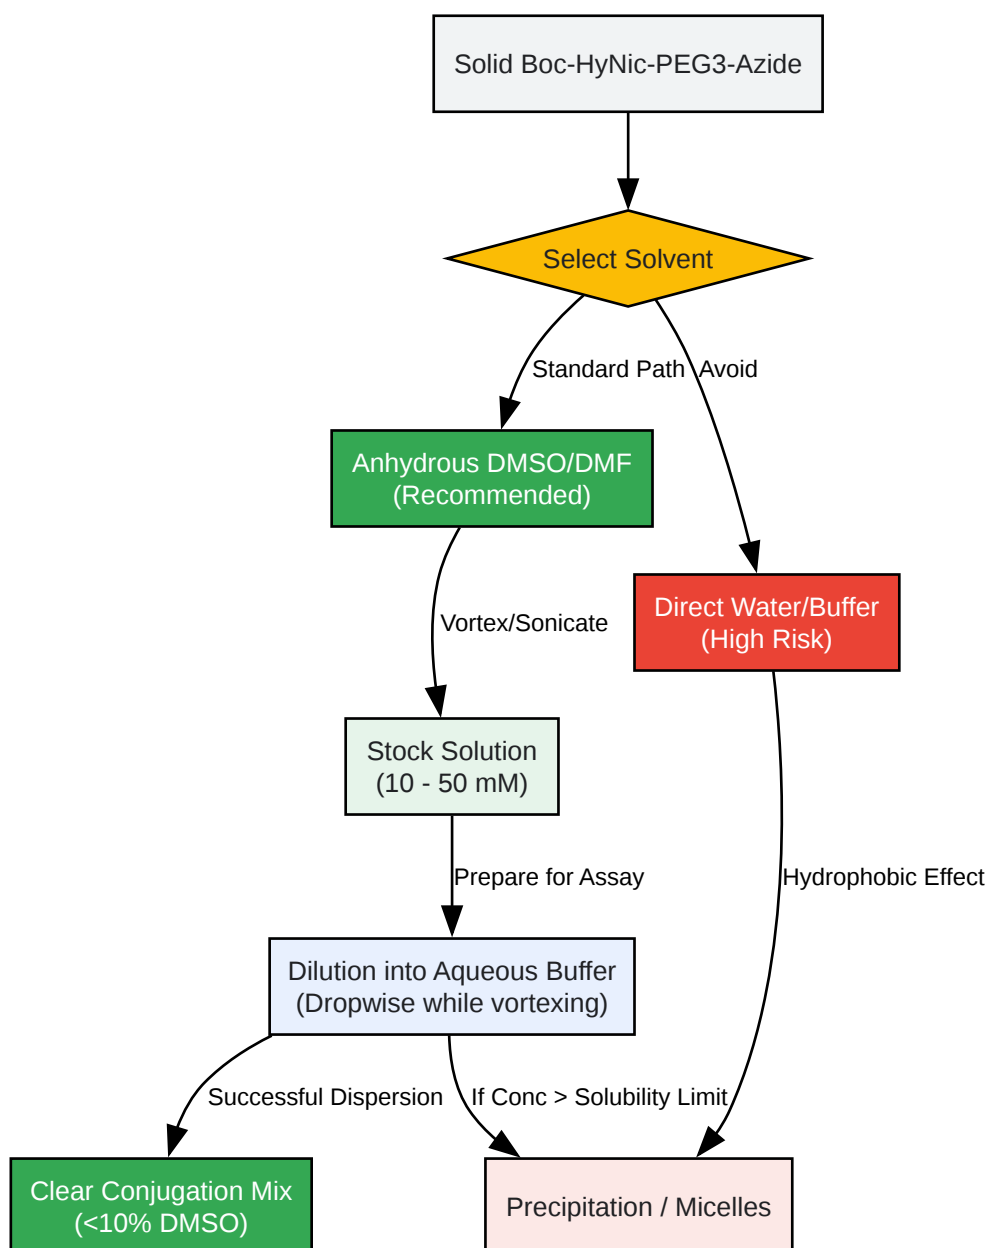 Solid Boc-HyNic-PEG3-Azide
Select Solvent
Standard Path
Avoid
Anhydrous DMSO/DMF
(Recommended)
Direct Water/Buffer
(High Risk)
Vortex/Sonicate
Stock Solution
(10 - 50 mM)
Prepare for Assay
Hydrophobic Effect
Dilution into Aqueous Buffer
(Dropwise while vortexing)
Successful Dispersion
If Conc > Solubility Limit
Clear Conjugation Mix
(<10% DMSO)
Precipitation / Micelles